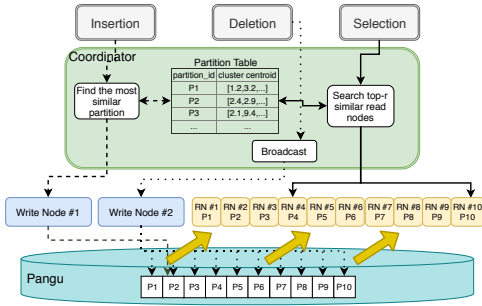 Insertion
Deletion
Selection
Coordinator
Partition Table
partition_id cluster centroid
P1 [1.2,3.2,...]
P2 [2.4,2.9,...]
P3 [2.1,9.4,...]
... ...
Find the most
similar
partition
Search top-r
similar read
nodes
Broadcast
Write Node #1
Write Node #2
RN #1 RN #2 RN #3 RN #4 RN #5 RN #6 RN #7 RN #8 RN #9 RN #10
P1 P2 P3 P4 P5 P6 P7 P8 P9 P10
Pangu
P1 P2 P3 P4 P5 P6 P7 P8 P9 P10